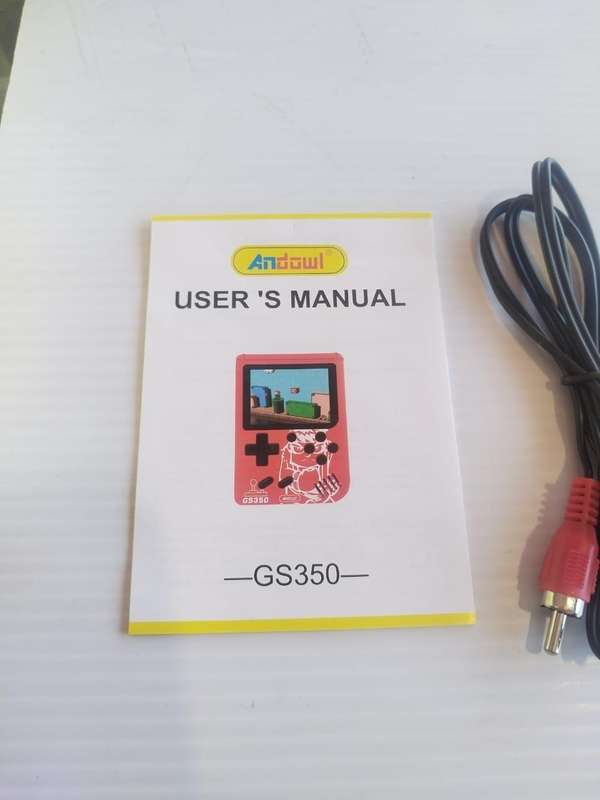 Andowl®
USER 'S MANUAL
GS350
—GS350—